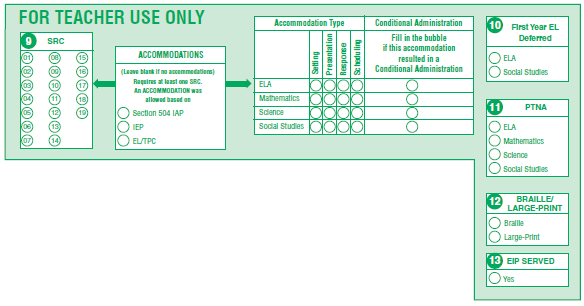 FOR TEACHER USE ONLY
9 SRC
01 08 15
02 09 16
03 10 17
04 11 18
05 12 19
06 13
07 14
ACCOMMODATIONS
(Leave blank if no accommodations)
Requires at least one SRC.
An ACCOMMODATION was
allowed based on
Section 504 IAP
IEP
EL/TPC
Accommodation Type
Conditional Administration
Setting
Presentation
Response
Scheduling
Fill in the bubble
if this accommodation
resulted in a
Conditional Administration
ELA
Mathematics
Science
Social Studies
10 First Year EL
Deferred
ELA
Social Studies
11 PTNA
ELA
Mathematics
Science
Social Studies
12 BRAILLE/
LARGE-PRINT
Braille
Large-Print
13 EIP SERVED
Yes